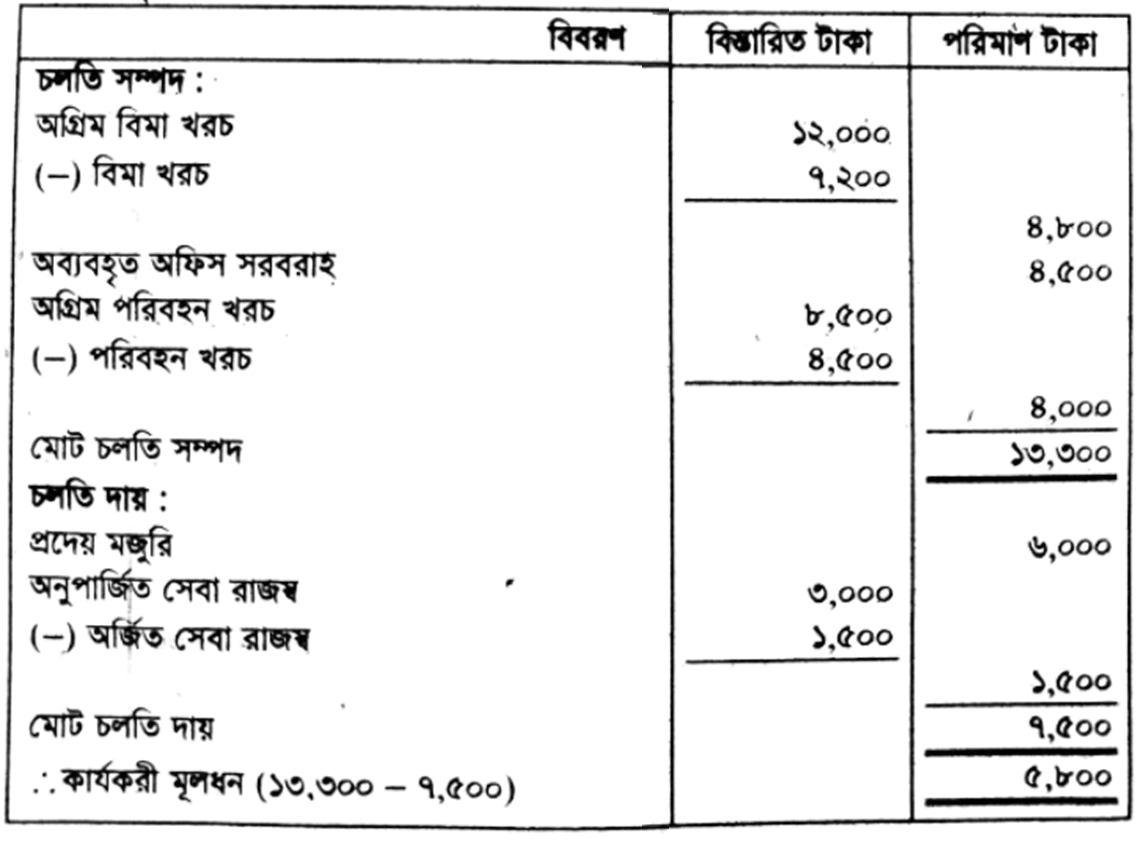 বিবরণ বিস্তারিত টাকা পরিমাণ টাকা
চলতি সম্পদ :
অগ্রিম বিমা খরচ ১২,০০০
(–) বিমা খরচ ৭,২০০
৪,৮০০
অব্যবহৃত অফিস সরবরাহ ৪,৫০০
অগ্রিম পরিবহন খরচ ৮,৫০০
(–) পরিবহন খরচ ৪,৫০০
৪,০০০
মোট চলতি সম্পদ ১৩,৩০০
চলতি দায় :
প্রদেয় মজুরি ৬,০০০
অনুপার্জিত সেবা রাজস্ব ৩,০০০
(–) অর্জিত সেবা রাজস্ব ১,৫০০
১,৫০০
মোট চলতি দায় ৭,৫০০
∴ কার্যকরী মূলধন (১৩,৩০০ – ৭,৫০০) ৫,৮০০